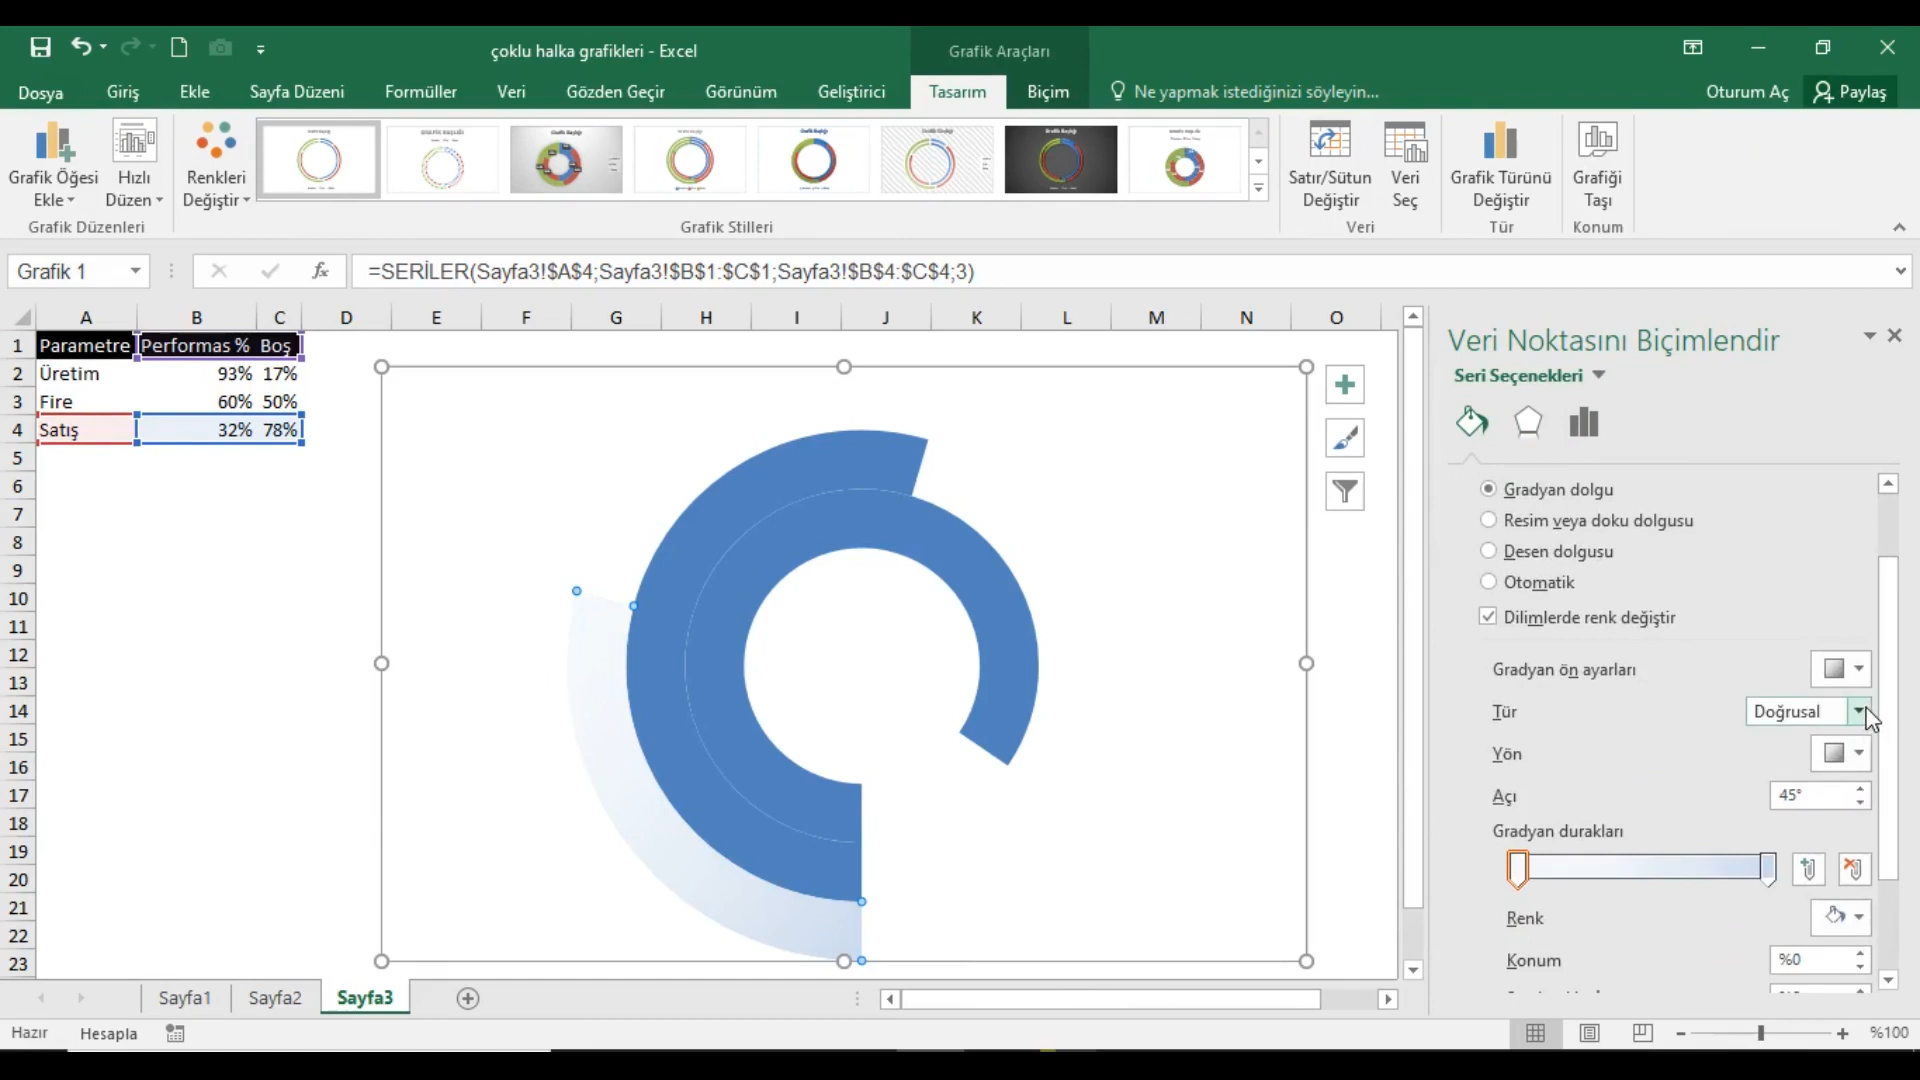 çoklu halka grafikleri - Excel
Grafik Araçları
Dosya Giriş Ekle Sayfa Düzeni Formüller Veri Gözden Geçir Görünüm Geliştirici Tasarım Biçim Ne yapmak istediğinizi söyleyin... Oturum Aç Paylaş
Grafik Öğesi Ekle
Hızlı Düzen
Renkleri Değiştir
Satır/Sütun Değiştir
Veri Seç
Grafik Türünü Değiştir
Grafiği Taşı
Grafik Düzenleri Grafik Stilleri Veri Tür Konum
Grafik 1 fx =SERİLER(Sayfa3!$A$4;Sayfa3!$B$1:$C$1;Sayfa3!$B$4:$C$4;3)
A B C D E F G H I J K L M N O
1 Parametre Performas % Boş
2 Üretim 93% 17%
3 Fire 60% 50%
4 Satış 32% 78%
5
6
7
8
9
10
11
12
13
14
15
16
17
18
19
20
21
22
23
Veri Noktasını Biçimlendir
Seri Seçenekleri
Gradyan dolgu
Resim veya doku dolgusu
Desen dolgusu
Otomatik
Dilimlerde renk değiştir
Gradyan ön ayarları
Tür Doğrusal
Yön
Açı 45°
Gradyan durakları
Renk
Konum %0
Sayfa1 Sayfa2 Sayfa3
Hazır Hesapla %100